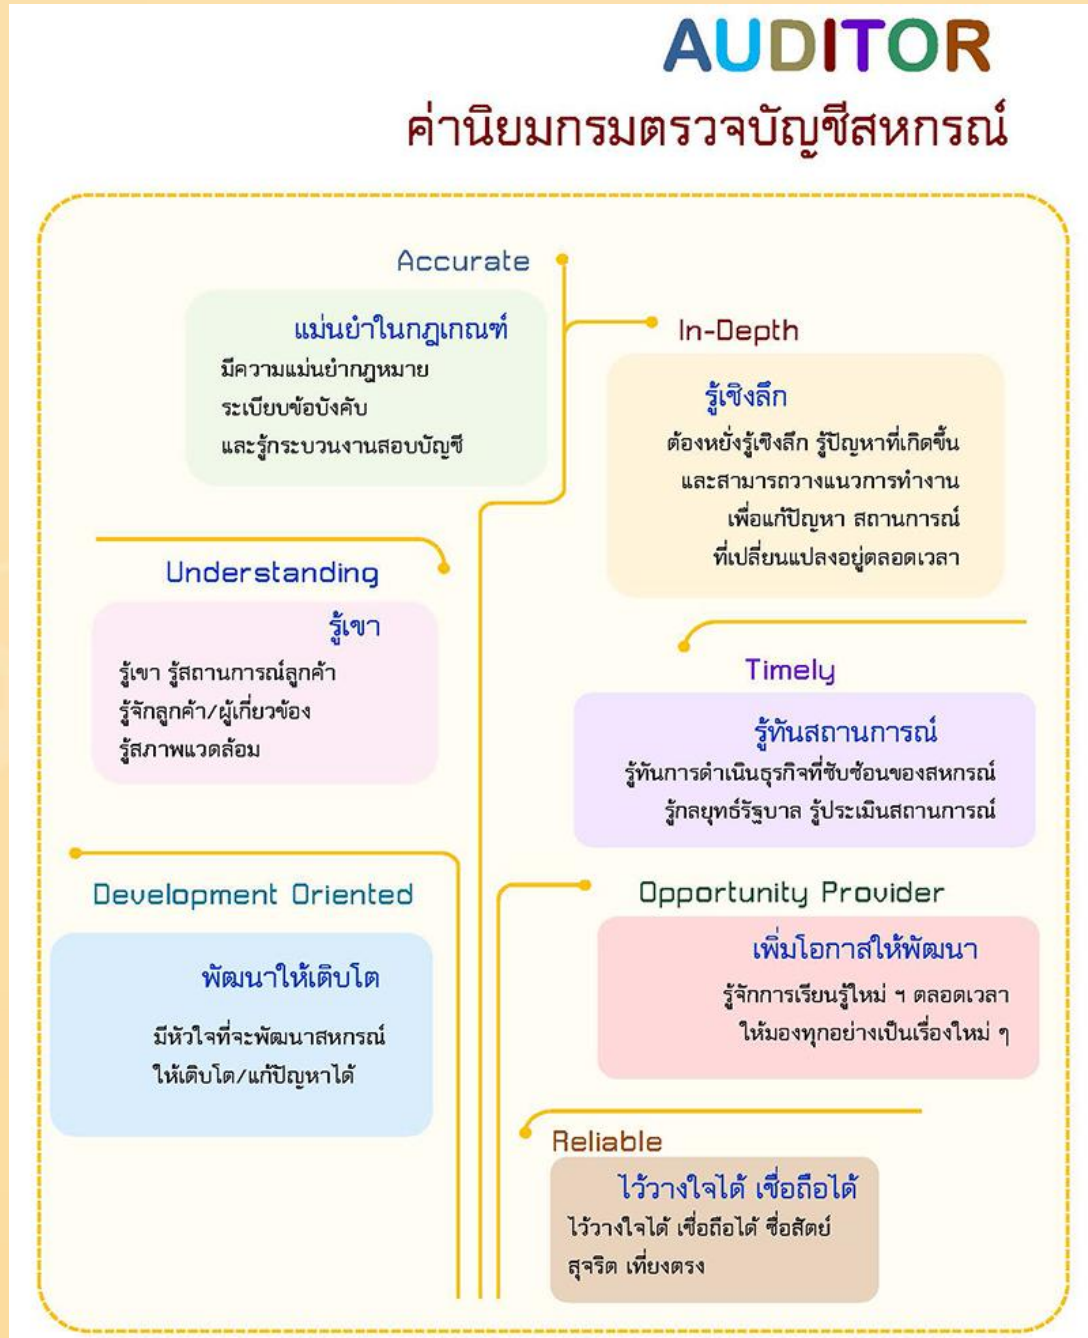 AUDITOR
ค่านิยมกรมตรวจบัญชีสหกรณ์
Accurate
แม่นยำในกฎเกณฑ์
มีความแม่นยำกฎหมาย
ระเบียบข้อบังคับ
และรู้กระบวนงานสอบบัญชี
Understanding
รู้เขา
รู้เขา รู้สถานการณ์ลูกค้า
รู้จักลูกค้า/ผู้เกี่ยวข้อง
รู้สภาพแวดล้อม
Development Oriented
พัฒนาให้เติบโต
มีหัวใจที่จะพัฒนาสหกรณ์
ให้เติบโต/แก้ปัญหาได้
In-Depth
รู้เชิงลึก
ต้องหยั่งรู้เชิงลึก รู้ปัญหาที่เกิดขึ้น
และสามารถวางแนวการทำงาน
เพื่อแก้ปัญหา สถานการณ์
ที่เปลี่ยนแปลงอยู่ตลอดเวลา
Timely
รู้ทันสถานการณ์
รู้ทันการดำเนินธุรกิจที่ซับซ้อนของสหกรณ์
รู้กลยุทธ์รัฐบาล รู้ประเมินสถานการณ์
Opportunity Provider
เพิ่มโอกาสให้พัฒนา
รู้จักการเรียนรู้ใหม่ ฯ ตลอดเวลา
ให้มองทุกอย่างเป็นเรื่องใหม่ ๆ
Reliable
ไว้วางใจได้ เชื่อถือได้
ไว้วางใจได้ เชื่อถือได้ ซื่อสัตย์
สุจริต เที่ยงตรง